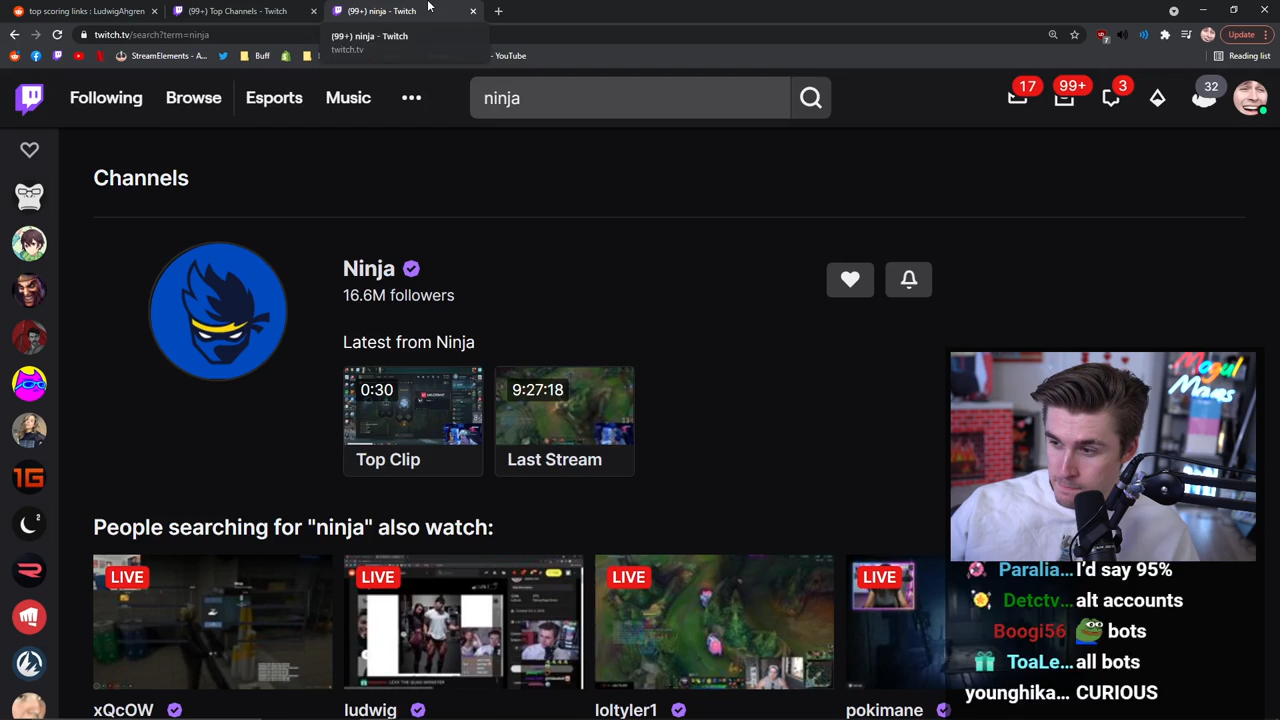 top scoring links : LudwigAhgren
(99+) Top Channels - Twitch
(99+) ninja - Twitch
twitch.tv/search?term=ninja
(99+) ninja - Twitch
twitch.tv
Update
StreamElements - A...
Buff
- YouTube
Reading list
Following
Browse
Esports
Music
ninja
17
99+
3
32
Channels
Ninja
16.6M followers
Latest from Ninja
0:30
Top Clip
9:27:18
Last Stream
Mogul
Moves
People searching for "ninja" also watch:
LIVE
LIVE
LIVE
LIVE
xQcOW
ludwig
loltyler1
pokimane
Paralia... I'd say 95%
Detctv... alt accounts
Boogi56 bots
ToaLe... all bots
younghika... CURIOUS